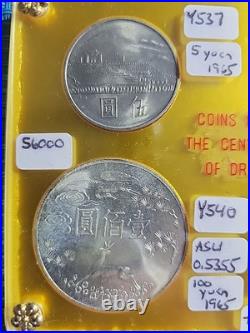 Y537
5 yuan
1965
伍 圓
COINS
THE CEN
OF DR
56000
壹佰圓
Y540
ASW
0.5355
100
yuan
1965